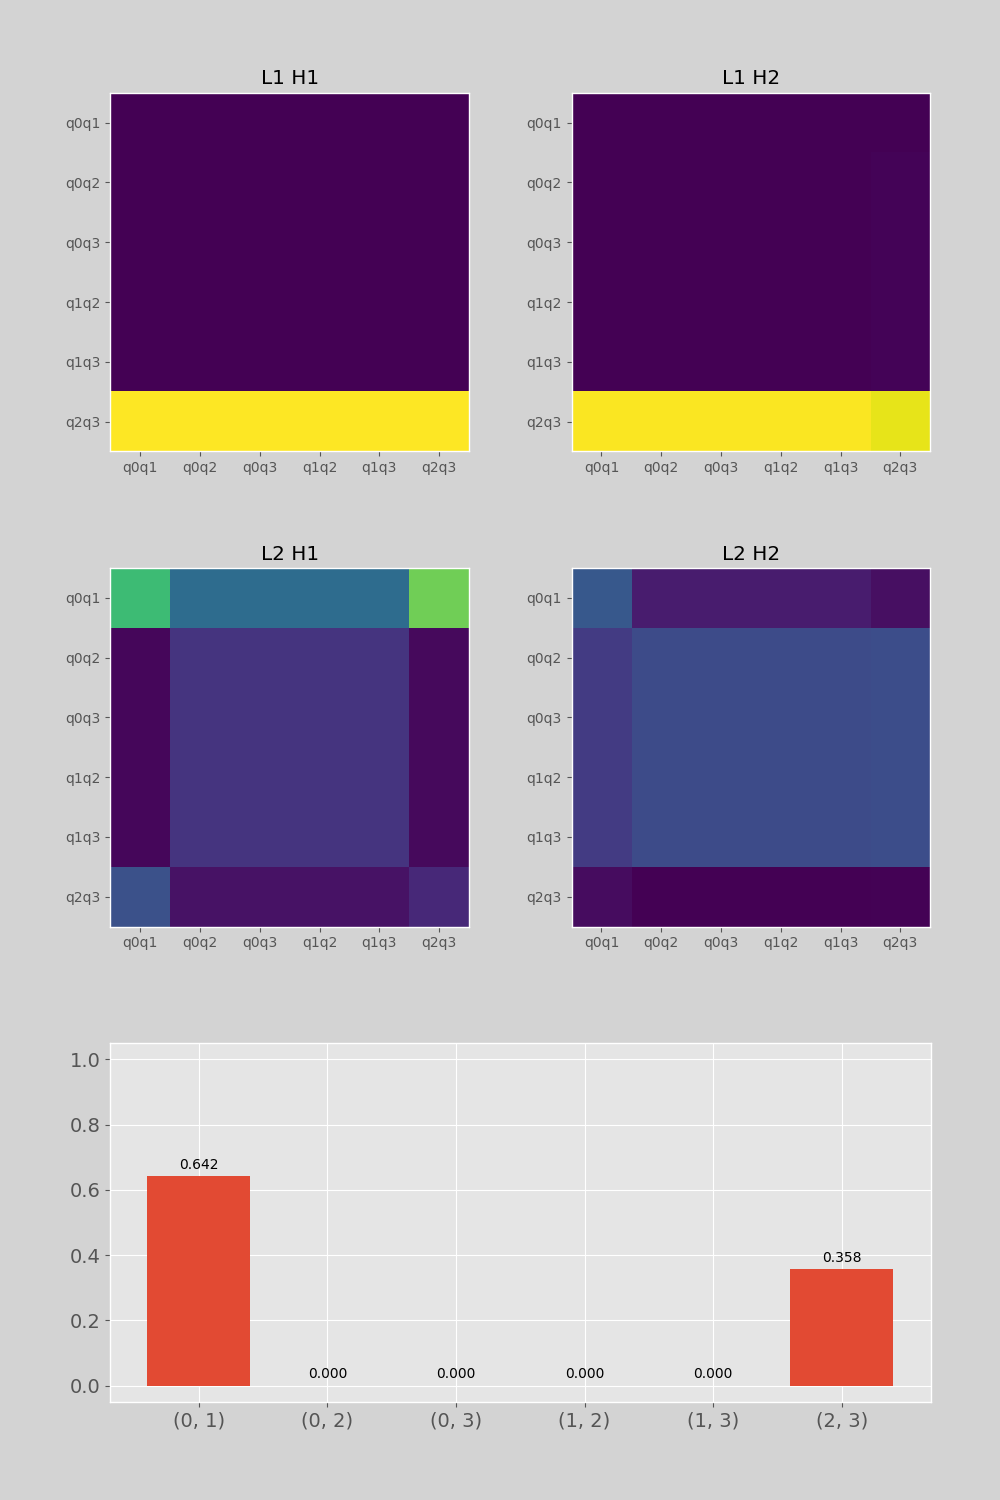 L1 H1
L1 H2
q0q1
q0q2
q0q3
q1q2
q1q3
q2q3
q0q1 q0q2 q0q3 q1q2 q1q3 q2q3
q0q1
q0q2
q0q3
q1q2
q1q3
q2q3
q0q1 q0q2 q0q3 q1q2 q1q3 q2q3
L2 H1
L2 H2
q0q1
q0q2
q0q3
q1q2
q1q3
q2q3
q0q1 q0q2 q0q3 q1q2 q1q3 q2q3
q0q1
q0q2
q0q3
q1q2
q1q3
q2q3
q0q1 q0q2 q0q3 q1q2 q1q3 q2q3
1.0
0.8
0.6
0.4
0.2
0.0
0.642
0.000
0.000
0.000
0.000
0.358
(0, 1) (0, 2) (0, 3) (1, 2) (1, 3) (2, 3)